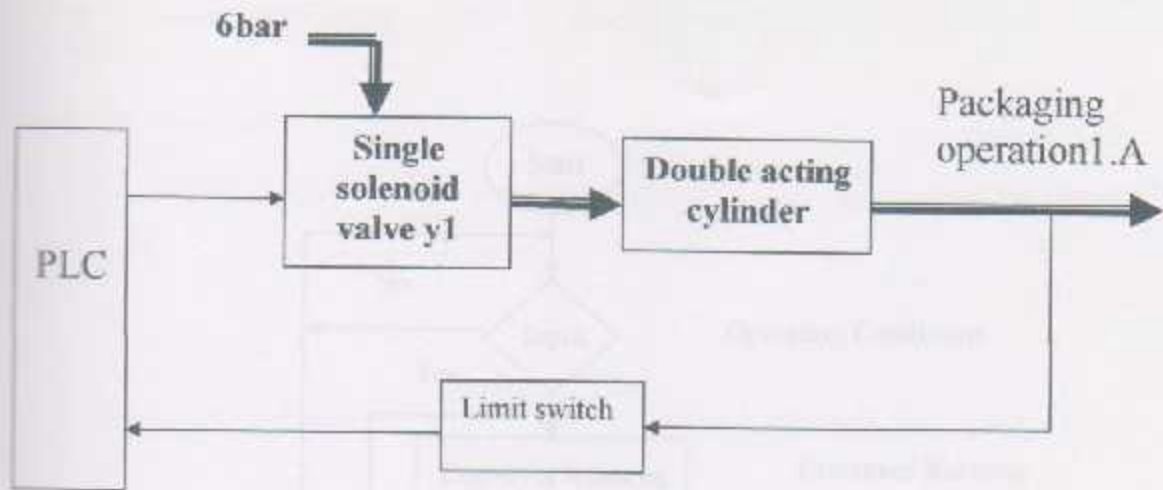 6bar
Packaging
operation1.A
Single
solenoid
valve y1
Double acting
cylinder
PLC
Limit switch